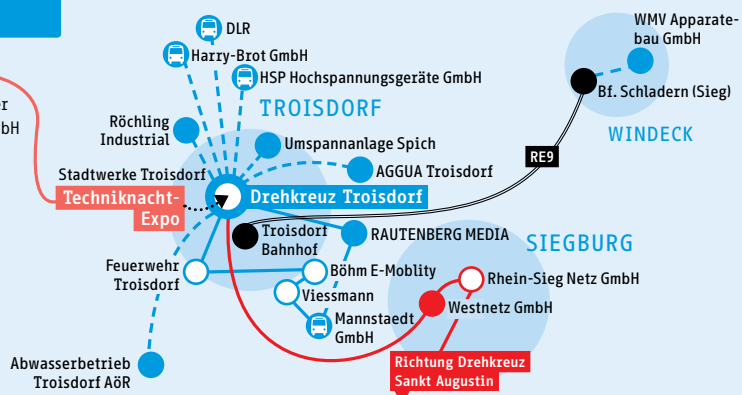 DLR
Harry-Brot GmbH
HSP Hochspannungsgeräte GmbH
TROISDORF
Röchling
Industrial
Umspannanlage Spich
AGGUA Troisdorf
Stadtwerke Troisdorf
Techniknacht-
Expo
Drehkreuz Troisdorf
Troisdorf
Bahnhof
RAUTENBERG MEDIA
Feuerwehr
Troisdorf
Böhm E-Moblity
Viessmann
Mannstaedt
GmbH
Abwasserbetrieb
Troisdorf AöR
WMV Apparate-
bau GmbH
Bf. Schladern (Sieg)
WINDECK
RE9
SIEGBURG
Rhein-Sieg Netz GmbH
Westnetz GmbH
Richtung Drehkreuz
Sankt Augustin